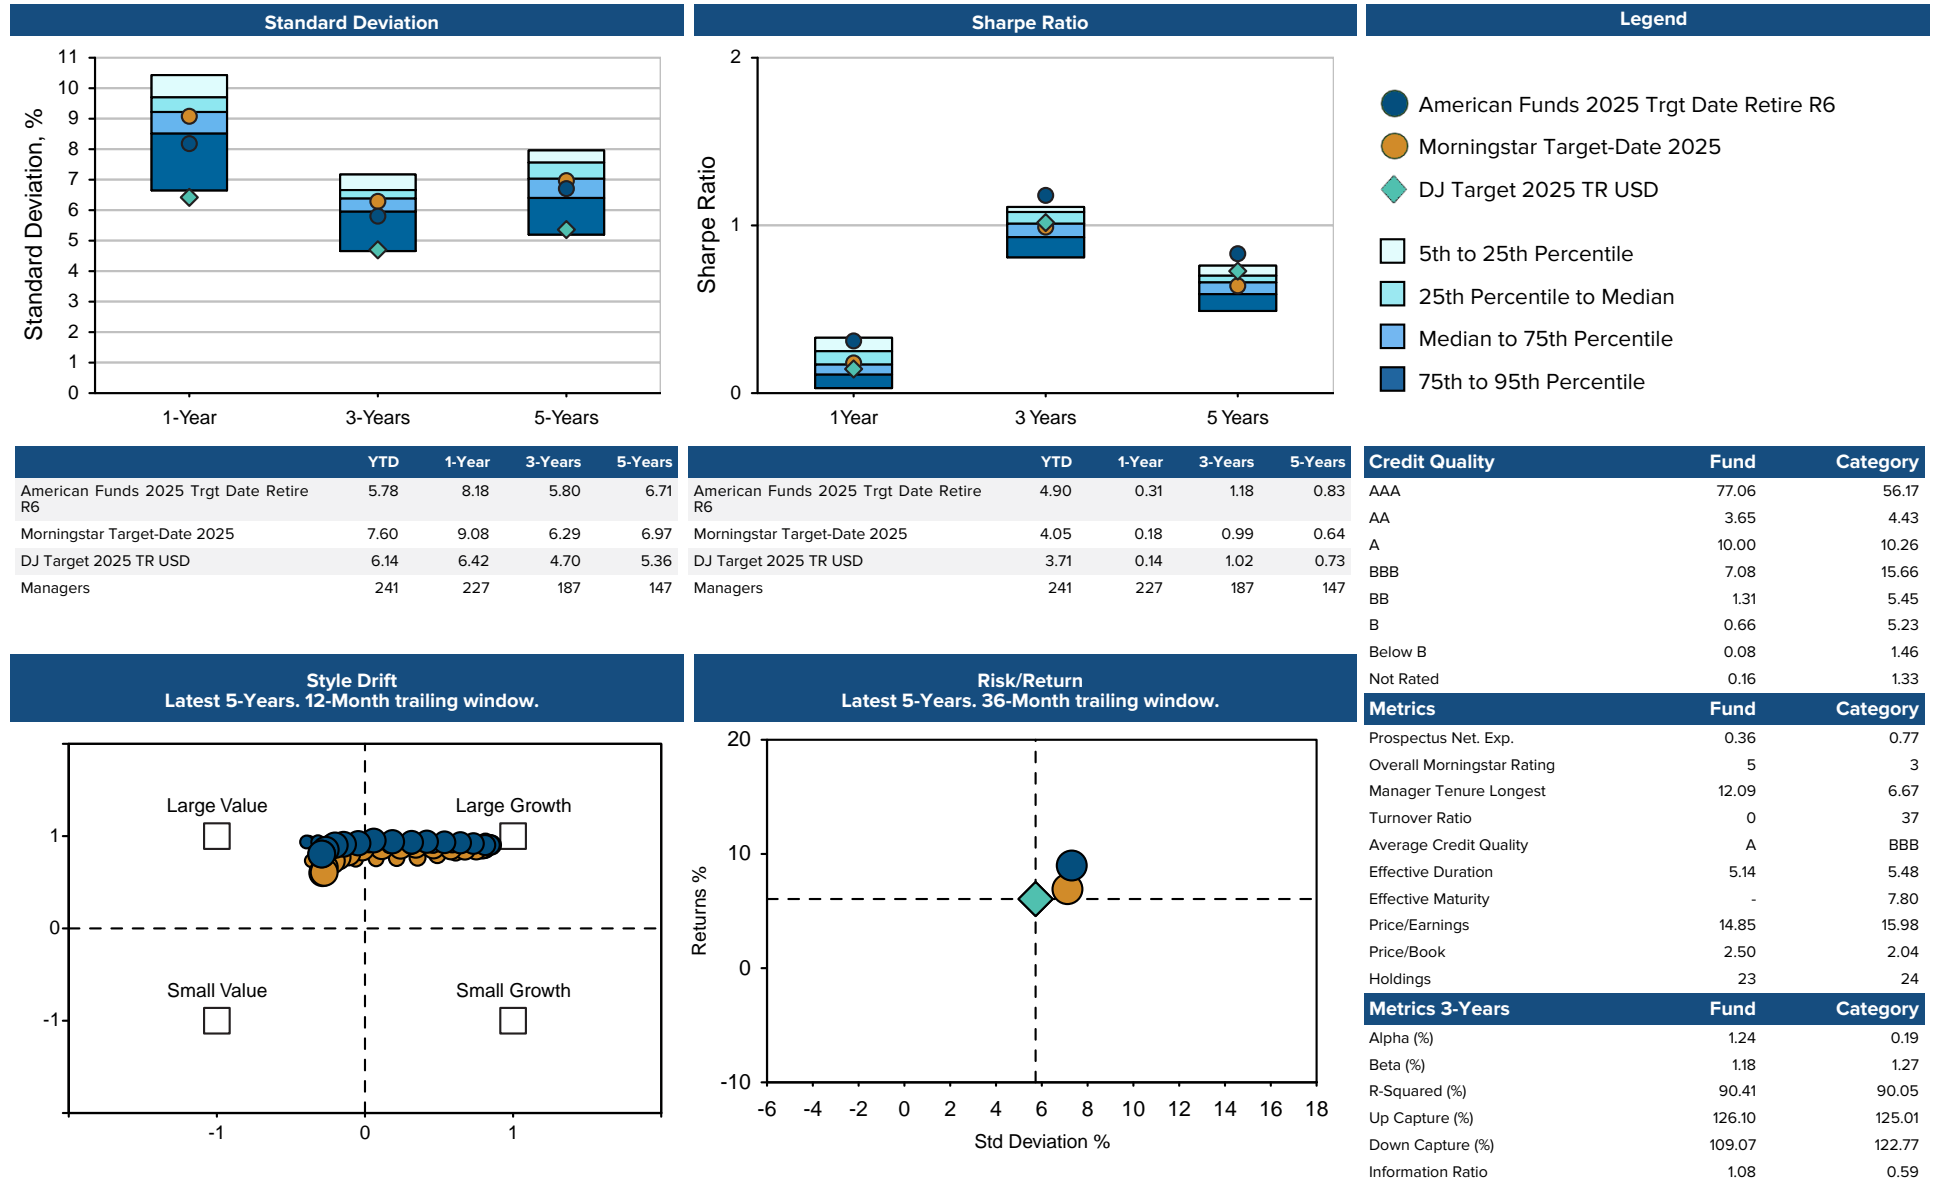 Standard Deviation
11
10
9
8
7
6
5
4
3
2
1
0
Standard Deviation, %
1-Year 3-Years 5-Years
Sharpe Ratio
2
1
0
Sharpe Ratio
1Year 3 Years 5 Years
Legend
American Funds 2025 Trgt Date Retire R6
Morningstar Target-Date 2025
DJ Target 2025 TR USD
5th to 25th Percentile
25th Percentile to Median
Median to 75th Percentile
75th to 95th Percentile
YTD 1-Year 3-Years 5-Years
American Funds 2025 Trgt Date Retire 5.78 8.18 5.80 6.71
R6
Morningstar Target-Date 2025 7.60 9.08 6.29 6.97
DJ Target 2025 TR USD 6.14 6.42 4.70 5.36
Managers 241 227 187 147
YTD 1-Year 3-Years 5-Years
American Funds 2025 Trgt Date Retire 4.90 0.31 1.18 0.83
R6
Morningstar Target-Date 2025 4.05 0.18 0.99 0.64
DJ Target 2025 TR USD 3.71 0.14 1.02 0.73
Managers 241 227 187 147
Credit Quality Fund Category
AAA 77.06 56.17
AA 3.65 4.43
A 10.00 10.26
BBB 7.08 15.66
BB 1.31 5.45
B 0.66 5.23
Below B 0.08 1.46
Not Rated 0.16 1.33
Metrics Fund Category
Prospectus Net. Exp. 0.36 0.77
Overall Morningstar Rating 5 3
Manager Tenure Longest 12.09 6.67
Turnover Ratio 0 37
Average Credit Quality A BBB
Effective Duration 5.14 5.48
Effective Maturity - 7.80
Price/Earnings 14.85 15.98
Price/Book 2.50 2.04
Holdings 23 24
Metrics 3-Years Fund Category
Alpha (%) 1.24 0.19
Beta (%) 1.18 1.27
R-Squared (%) 90.41 90.05
Up Capture (%) 126.10 125.01
Down Capture (%) 109.07 122.77
Information Ratio 1.08 0.59
Style Drift
Latest 5-Years. 12-Month trailing window.
Large Value Large Growth
1
0
Small Value Small Growth
-1
-1 0 1
Risk/Return
Latest 5-Years. 36-Month trailing window.
20
10
0
-10
Returns %
-6 -4 -2 0 2 4 6 8 10 12 14 16 18
Std Deviation %